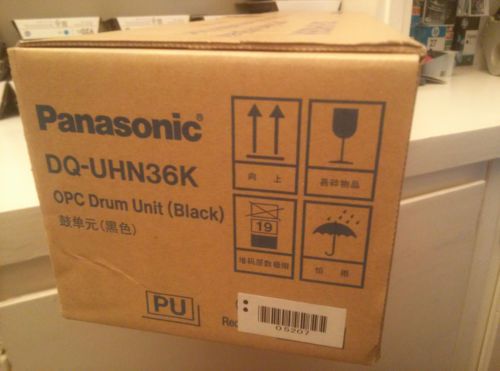 Panasonic
DQ-UHN36K
OPC Drum Unit (Black)
鼓单元(黑色)
向 上
易碎物品
19
堆码层数极限
怕 雨
PU
05207